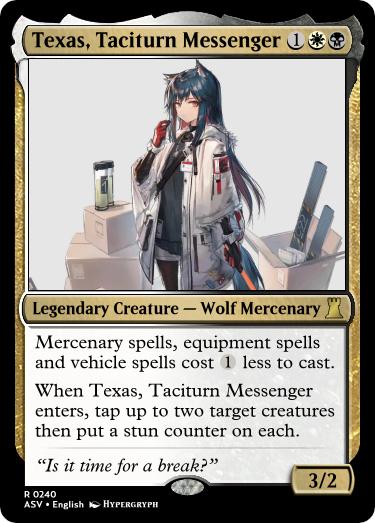 Texas, Taciturn Messenger 1
Legendary Creature — Wolf Mercenary
Mercenary spells, equipment spells
and vehicle spells cost 1 less to cast.
When Texas, Taciturn Messenger
enters, tap up to two target creatures
then put a stun counter on each.
“Is it time for a break?”
3/2
R 0240
ASV • English HYPERGRYPH